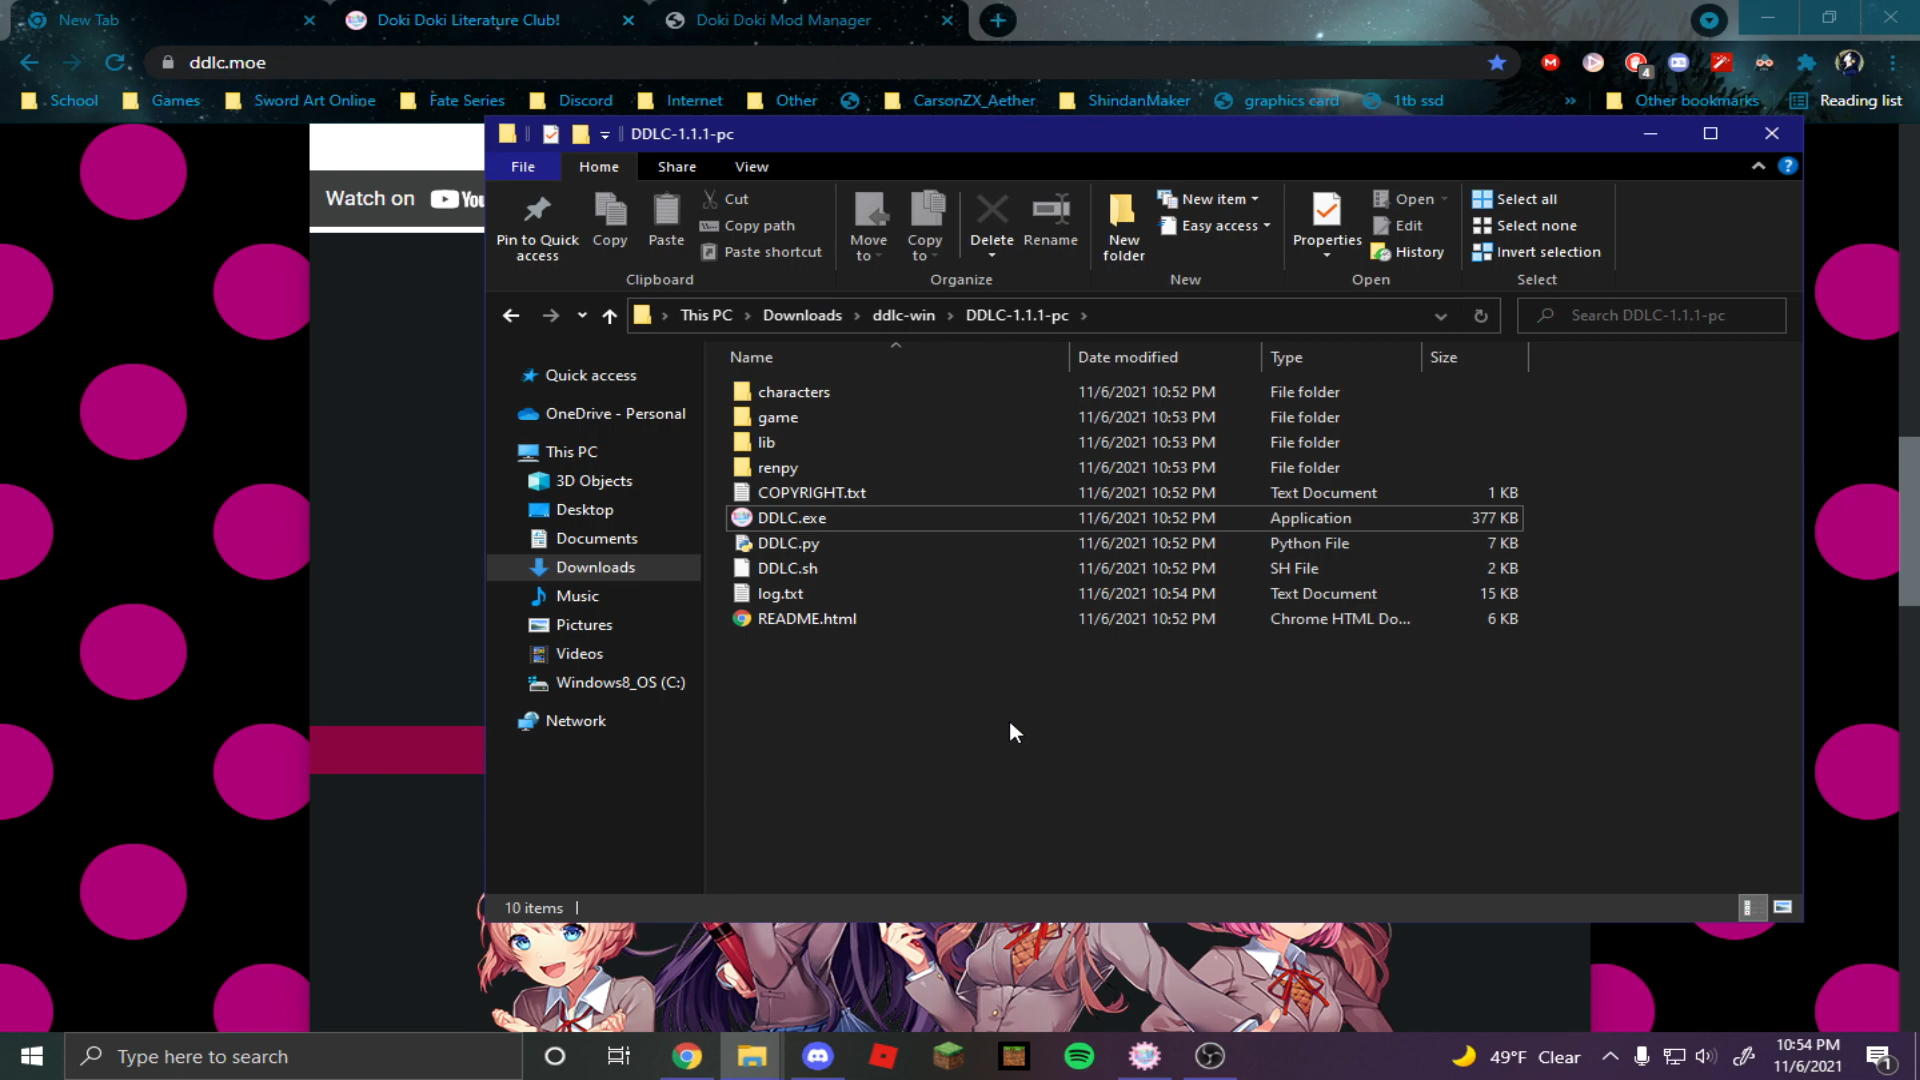 New Tab
Doki Doki Literature Club!
Doki Doki Mod Manager
ddlc.moe
4
School
Games
Sword Art Online
Fate Series
Discord
Internet
Other
CarsonZX_Aether
ShindanMaker
graphics card
1tb ssd
»
Other bookmarks
Reading list
Watch on You
DDLC-1.1.1-pc
File
Home
Share
View
Pin to Quick access
Copy
Paste
Cut
Copy path
Paste shortcut
Clipboard
Move to
Copy to
Delete
Rename
Organize
New folder
New item
Easy access
New
Properties
Open
Edit
History
Open
Select all
Select none
Invert selection
Select
This PC > Downloads > ddlc-win > DDLC-1.1.1-pc >
Search DDLC-1.1.1-pc
Quick access
OneDrive - Personal
This PC
3D Objects
Desktop
Documents
Downloads
Music
Pictures
Videos
Windows8_OS (C:)
Network
Name Date modified Type Size
characters 11/6/2021 10:52 PM File folder
game 11/6/2021 10:53 PM File folder
lib 11/6/2021 10:53 PM File folder
renpy 11/6/2021 10:53 PM File folder
COPYRIGHT.txt 11/6/2021 10:52 PM Text Document 1 KB
DDLC.exe 11/6/2021 10:52 PM Application 377 KB
DDLC.py 11/6/2021 10:52 PM Python File 7 KB
DDLC.sh 11/6/2021 10:52 PM SH File 2 KB
log.txt 11/6/2021 10:54 PM Text Document 15 KB
README.html 11/6/2021 10:52 PM Chrome HTML Do... 6 KB
10 items
Type here to search
49°F Clear
10:54 PM
11/6/2021
1